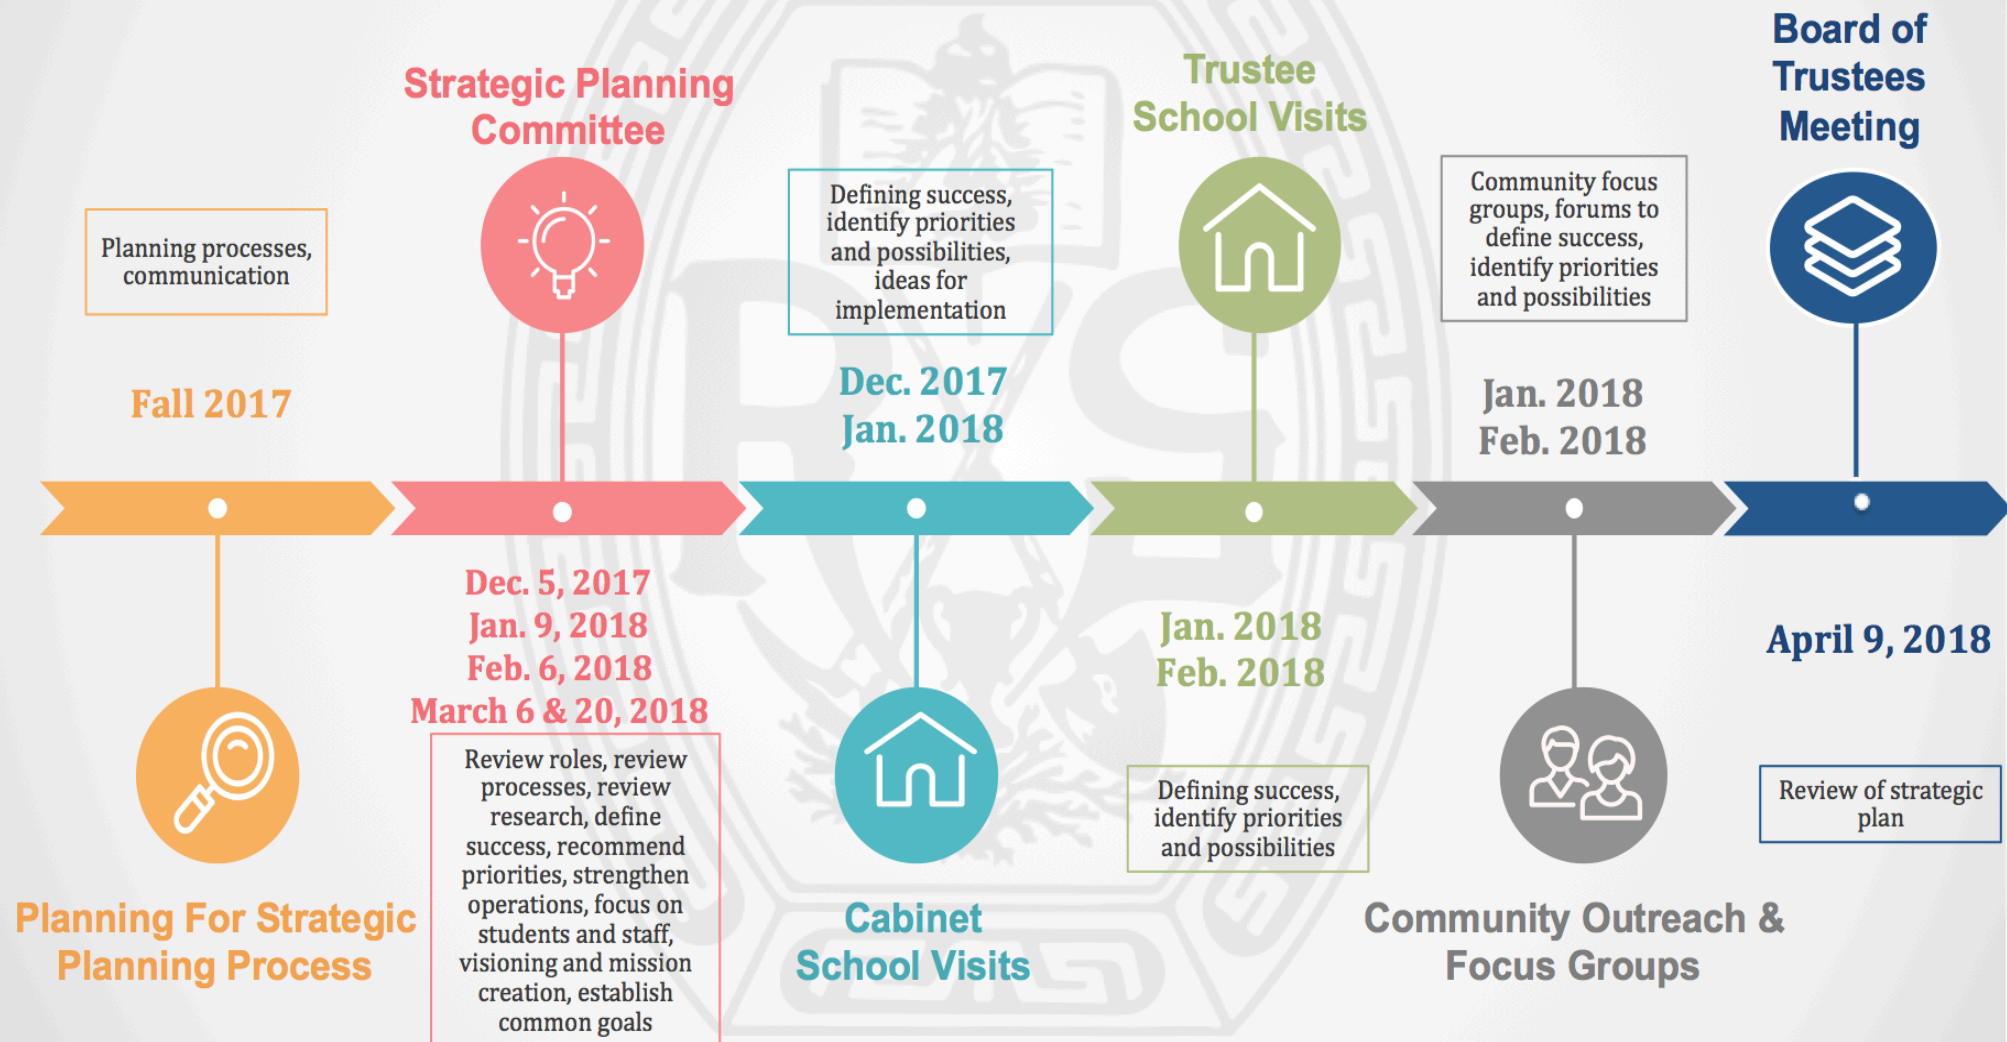 Planning processes,
communication
Fall 2017
Planning For Strategic
Planning Process
Strategic Planning
Committee
Dec. 5, 2017
Jan. 9, 2018
Feb. 6, 2018
March 6 & 20, 2018
Review roles, review
processes, review
research, define
success, recommend
priorities, strengthen
operations, focus on
students and staff,
visioning and mission
creation, establish
common goals
Defining success,
identify priorities
and possibilities,
ideas for
implementation
Dec. 2017
Jan. 2018
Cabinet
School Visits
Trustee
School Visits
Jan. 2018
Feb. 2018
Defining success,
identify priorities
and possibilities
Community focus
groups, forums to
define success,
identify priorities
and possibilities
Jan. 2018
Feb. 2018
Community Outreach &
Focus Groups
Board of
Trustees
Meeting
April 9, 2018
Review of strategic
plan